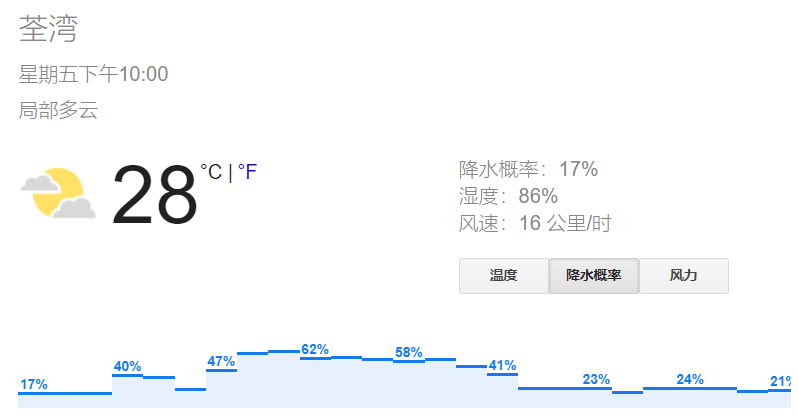 荃湾
星期五下午10:00
局部多云
28 °C | °F
降水概率：17%
湿度：86%
风速：16 公里/时
温度 降水概率 风力
17% 40% 47% 62% 58% 41% 23% 24% 21%